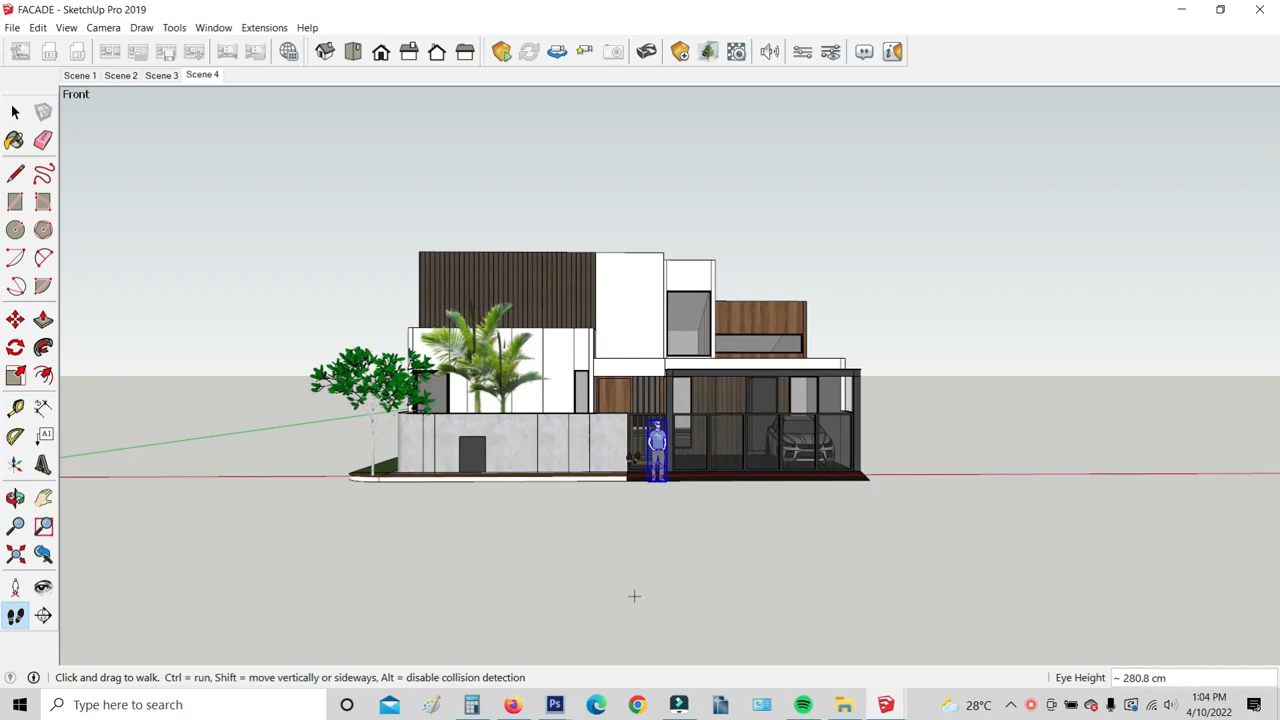 FACADE - SketchUp Pro 2019
File Edit View Camera Draw Tools Window Extensions Help
Scene 1 Scene 2 Scene 3 Scene 4
Front
A1
Click and drag to walk. Ctrl = run, Shift = move vertically or sideways, Alt = disable collision detection
Eye Height ~ 280.8 cm
Type here to search
Ps
28°C
1:04 PM
4/10/2022